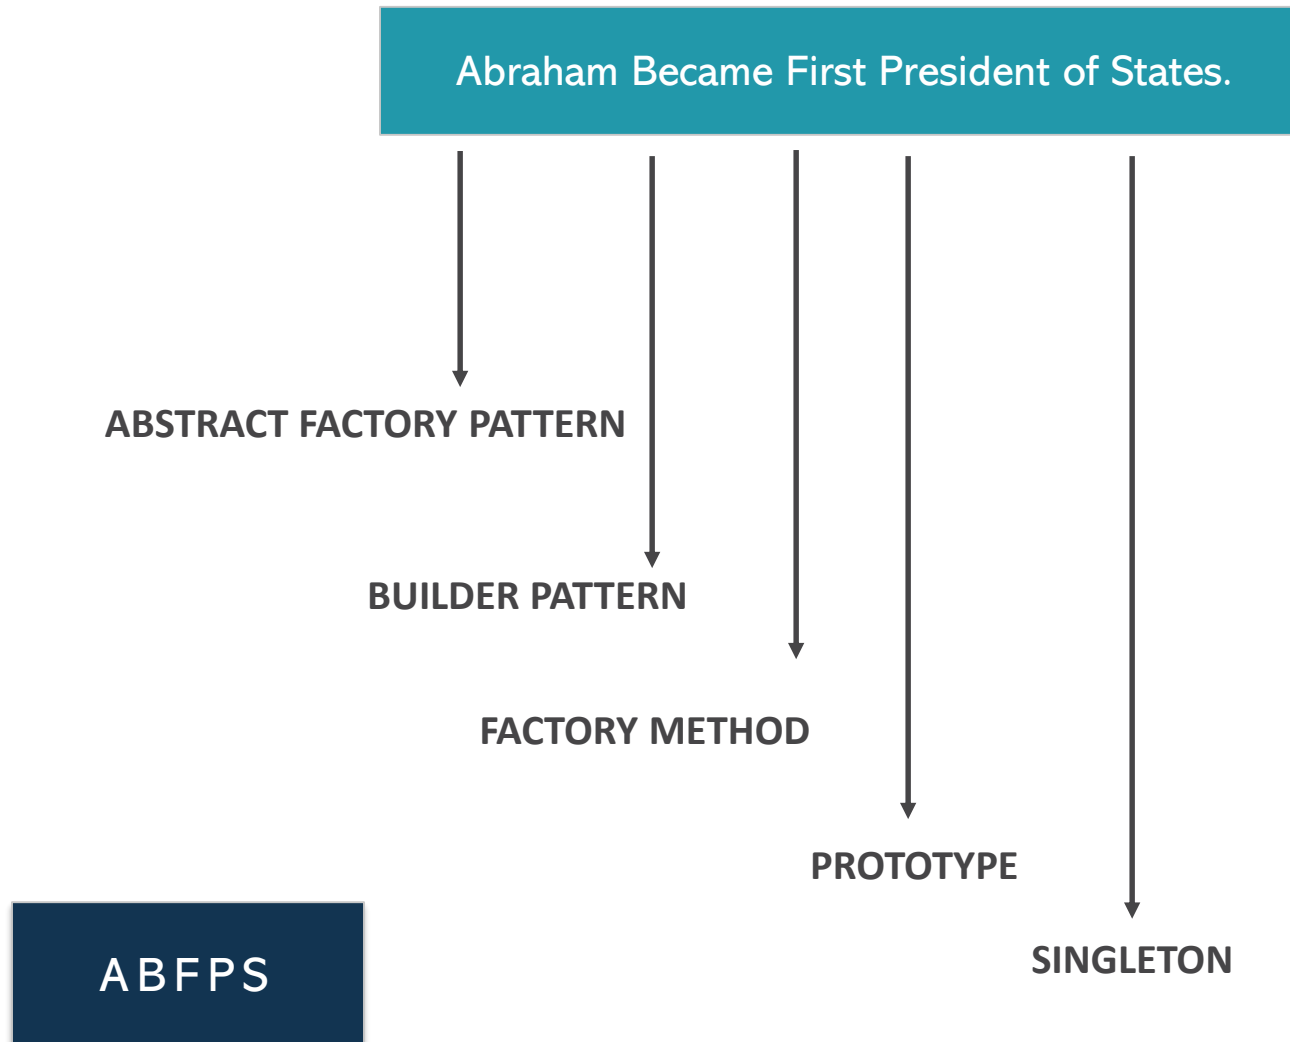 Abraham Became First President of States.
ABSTRACT FACTORY PATTERN
BUILDER PATTERN
FACTORY METHOD
PROTOTYPE
SINGLETON
ABFPS